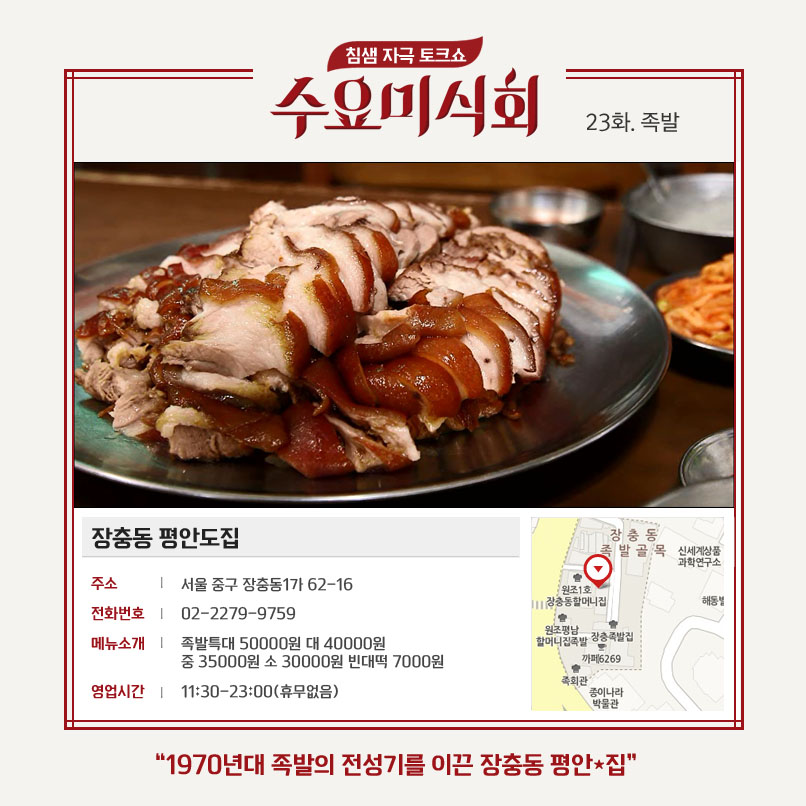 침샘 자극 토크쇼
수요미식회
23화. 족발
장충동 평안도집
주소 | 서울 중구 장충동1가 62-16
전화번호 | 02-2279-9759
메뉴소개 | 족발특대 50000원 대 40000원
중 35000원 소 30000원 빈대떡 7000원
영업시간 | 11:30-23:00(휴무없음)
장충동
족발골목
신세계상품
과학연구소
원조1호
장충동할머니집
해동빌
원조평남
할머니집족발
장충족발집
까페6269
족회관
종이나라
박물관
“1970년대 족발의 전성기를 이끈 장충동 평안★집”